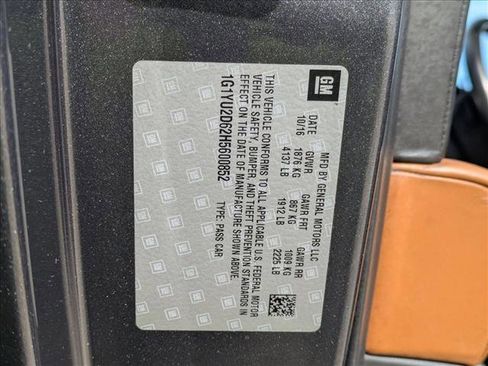 GM
MFD BY GENERAL MOTORS LLC
DATE GVWR GAWR FRT GAWR RR
10/16 1876 KG 867 KG 1009 KG
4137 LB 1912 LB 2225 LB
THIS VEHICLE CONFORMS TO ALL APPLICABLE U.S. FEDERAL MOTOR
VEHICLE SAFETY, BUMPER, AND THEFT PREVENTION STANDARDS IN
EFFECT ON THE DATE OF MANUFACTURE SHOWN ABOVE.
1G1YU2D62H5600852 TYPE: PASS CAR